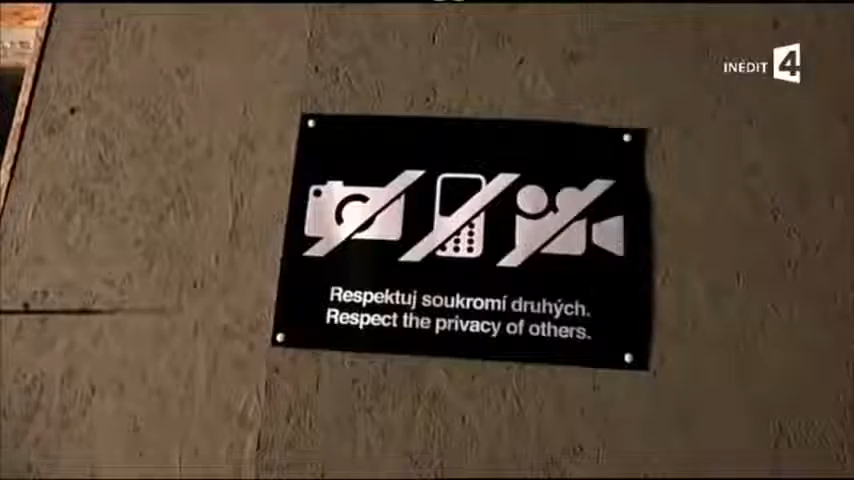 INÉDIT 4
Respektuj soukromí druhých.
Respect the privacy of others.